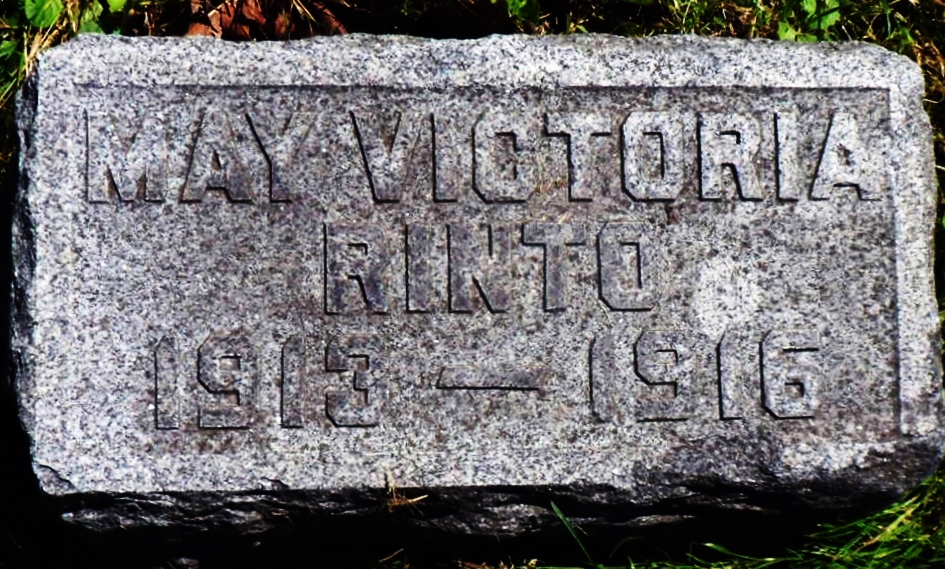 MAY VICTORIA
RINTO
1913 — 1916